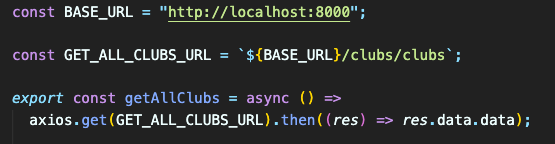 const BASE_URL = "http://localhost:8000";
const GET_ALL_CLUBS_URL = `${BASE_URL}/clubs/clubs`;
export const getAllClubs = async () =>
axios.get(GET_ALL_CLUBS_URL).then((res) => res.data.data);